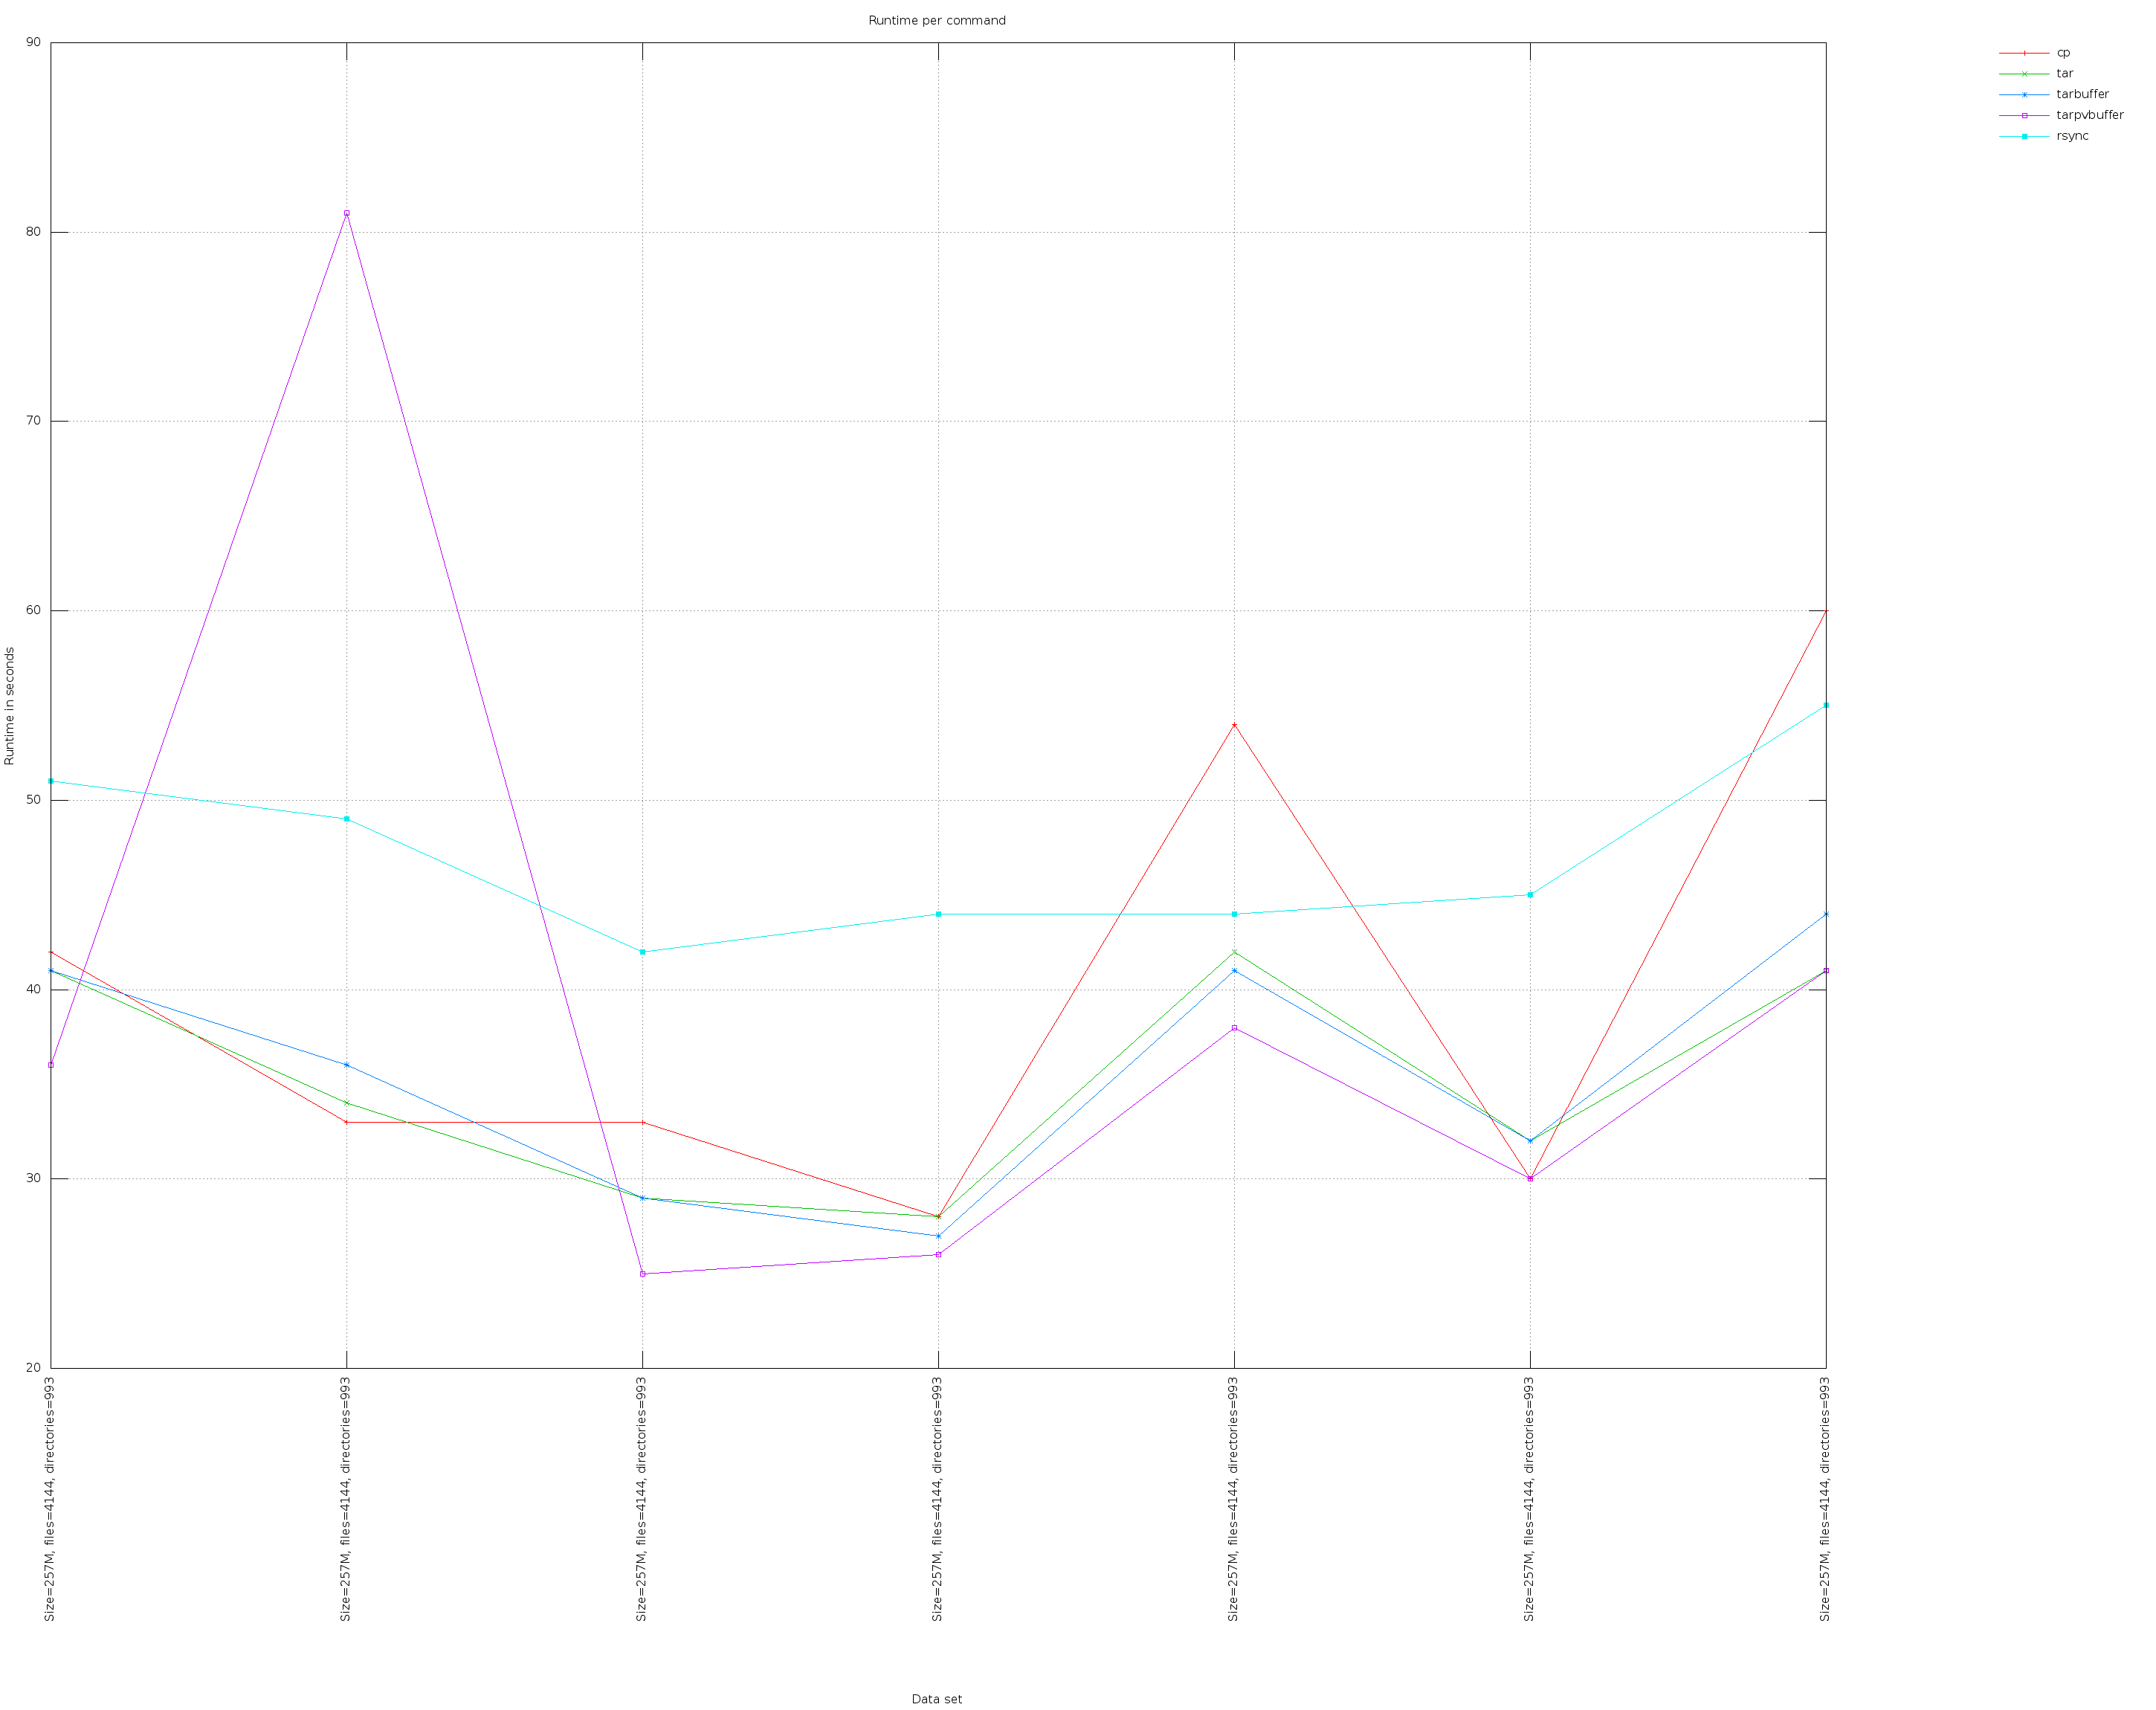 Runtime per command
cp
tar
tarbuffer
tarpvbuffer
rsync
90
80
70
60
50
40
30
20
Runtime in seconds
Size=257M, files=4144, directories=993
Size=257M, files=4144, directories=993
Size=257M, files=4144, directories=993
Size=257M, files=4144, directories=993
Size=257M, files=4144, directories=993
Size=257M, files=4144, directories=993
Size=257M, files=4144, directories=993
Data set